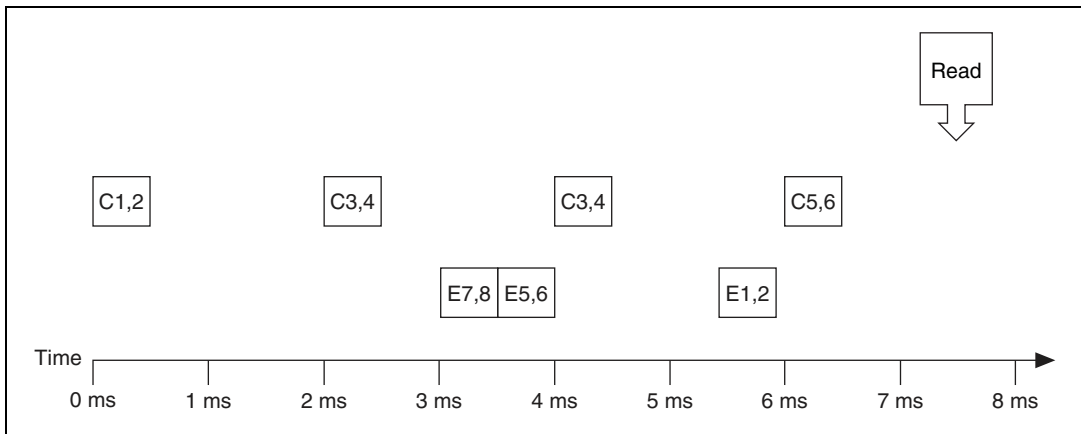 Read
C1,2 C3,4 C3,4 C5,6
E7,8 E5,6 E1,2
Time
0 ms 1 ms 2 ms 3 ms 4 ms 5 ms 6 ms 7 ms 8 ms